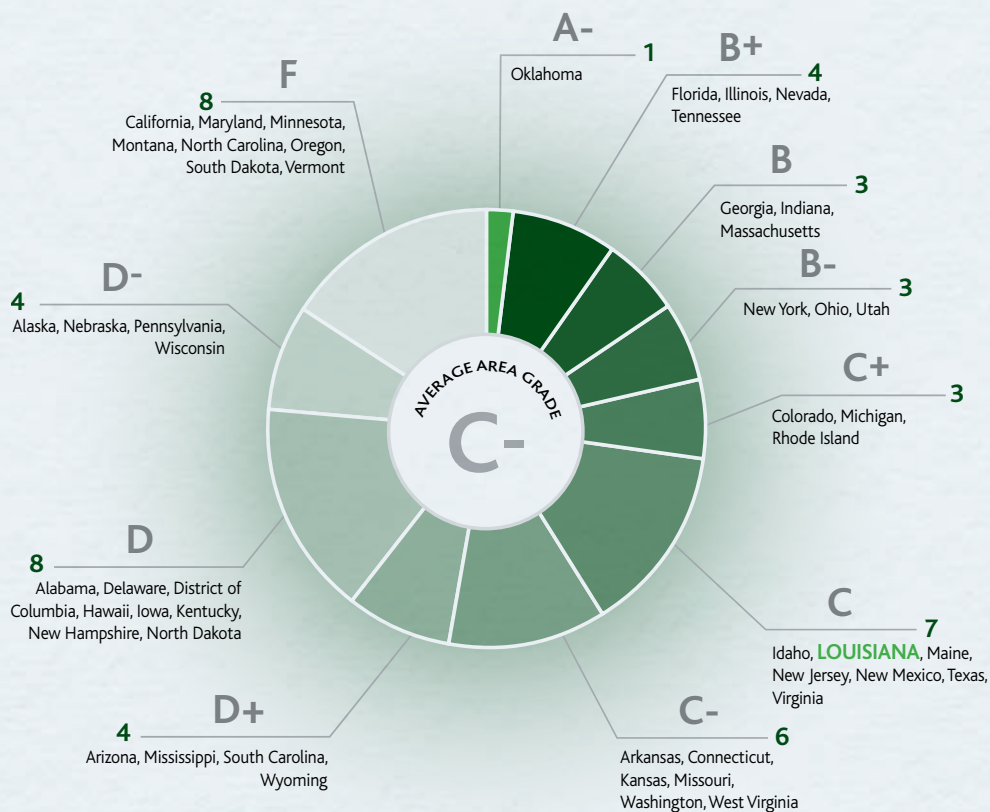 A-
1
Oklahoma
B+
4
Florida, Illinois, Nevada,
Tennessee
B
3
Georgia, Indiana,
Massachusetts
B-
3
New York, Ohio, Utah
C+
3
Colorado, Michigan,
Rhode Island
C
7
Idaho, LOUISIANA, Maine,
New Jersey, New Mexico, Texas,
Virginia
C-
6
Arkansas, Connecticut,
Kansas, Missouri,
Washington, West Virginia
D+
4
Arizona, Mississippi, South Carolina,
Wyoming
D
8
Alabama, Delaware, District of
Columbia, Hawaii, Iowa, Kentucky,
New Hampshire, North Dakota
D-
4
Alaska, Nebraska, Pennsylvania,
Wisconsin
F
8
California, Maryland, Minnesota,
Montana, North Carolina, Oregon,
South Dakota, Vermont
AVERAGE AREA GRADE
C-